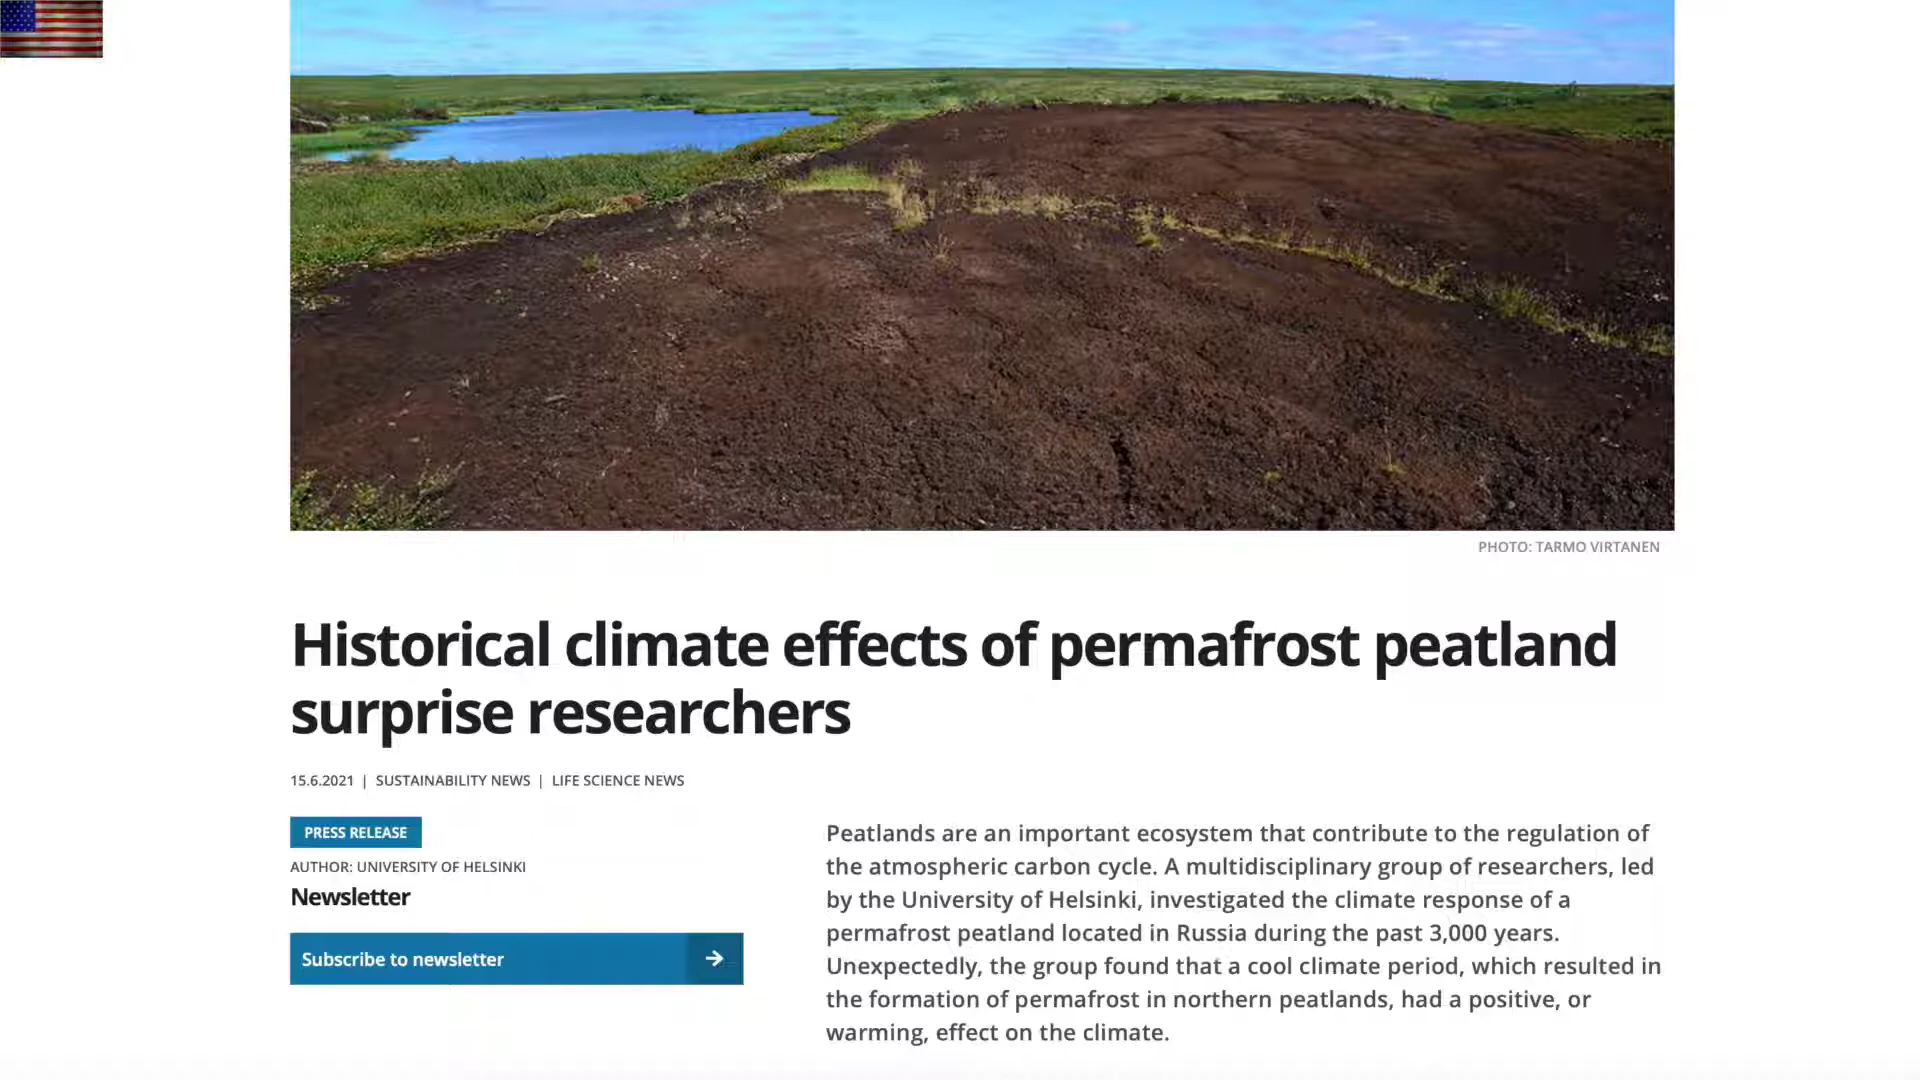 PHOTO: TARMO VIRTANEN
Historical climate effects of permafrost peatland
surprise researchers
15.6.2021 | SUSTAINABILITY NEWS | LIFE SCIENCE NEWS
PRESS RELEASE
AUTHOR: UNIVERSITY OF HELSINKI
Newsletter
Subscribe to newsletter
Peatlands are an important ecosystem that contribute to the regulation of
the atmospheric carbon cycle. A multidisciplinary group of researchers, led
by the University of Helsinki, investigated the climate response of a
permafrost peatland located in Russia during the past 3,000 years.
Unexpectedly, the group found that a cool climate period, which resulted in
the formation of permafrost in northern peatlands, had a positive, or
warming, effect on the climate.